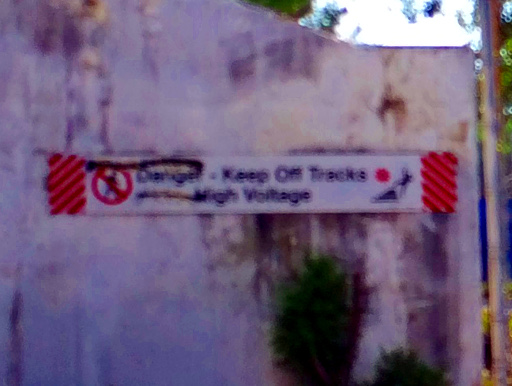 Danger - Keep Off Tracks
High Voltage